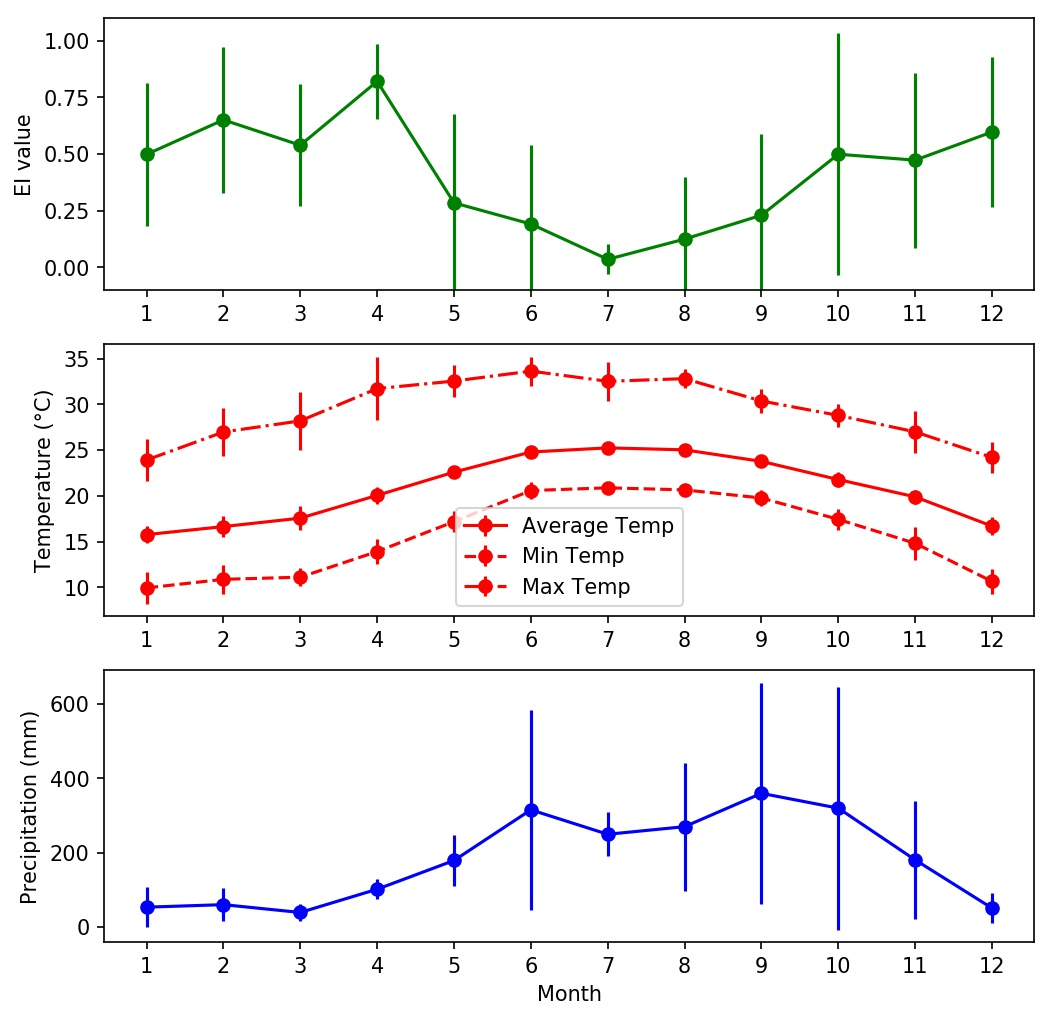 EI value
1.00
0.75
0.50
0.25
0.00
1 2 3 4 5 6 7 8 9 10 11 12
Temperature (°C)
35
30
25
20
15
10
Average Temp
Min Temp
Max Temp
1 2 3 4 5 6 7 8 9 10 11 12
Precipitation (mm)
600
400
200
0
1 2 3 4 5 6 7 8 9 10 11 12
Month